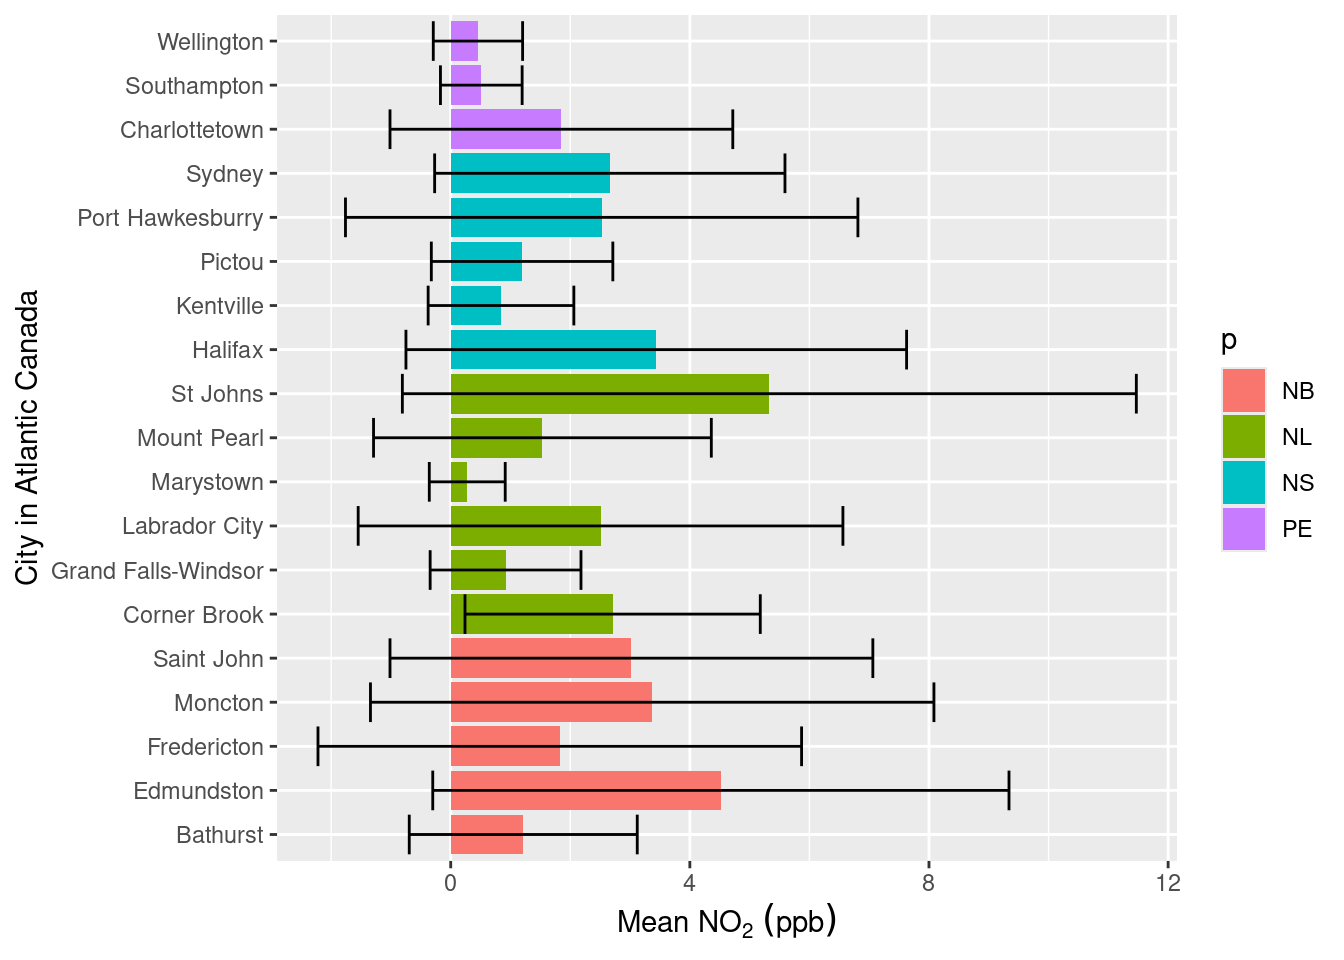 City in Atlantic Canada
Wellington
Southampton
Charlottetown
Sydney
Port Hawkesburry
Pictou
Kentville
Halifax
St Johns
Mount Pearl
Marystown
Labrador City
Grand Falls-Windsor
Corner Brook
Saint John
Moncton
Fredericton
Edmundston
Bathurst
0 4 8 12
Mean NO₂ (ppb)
p
NB
NL
NS
PE